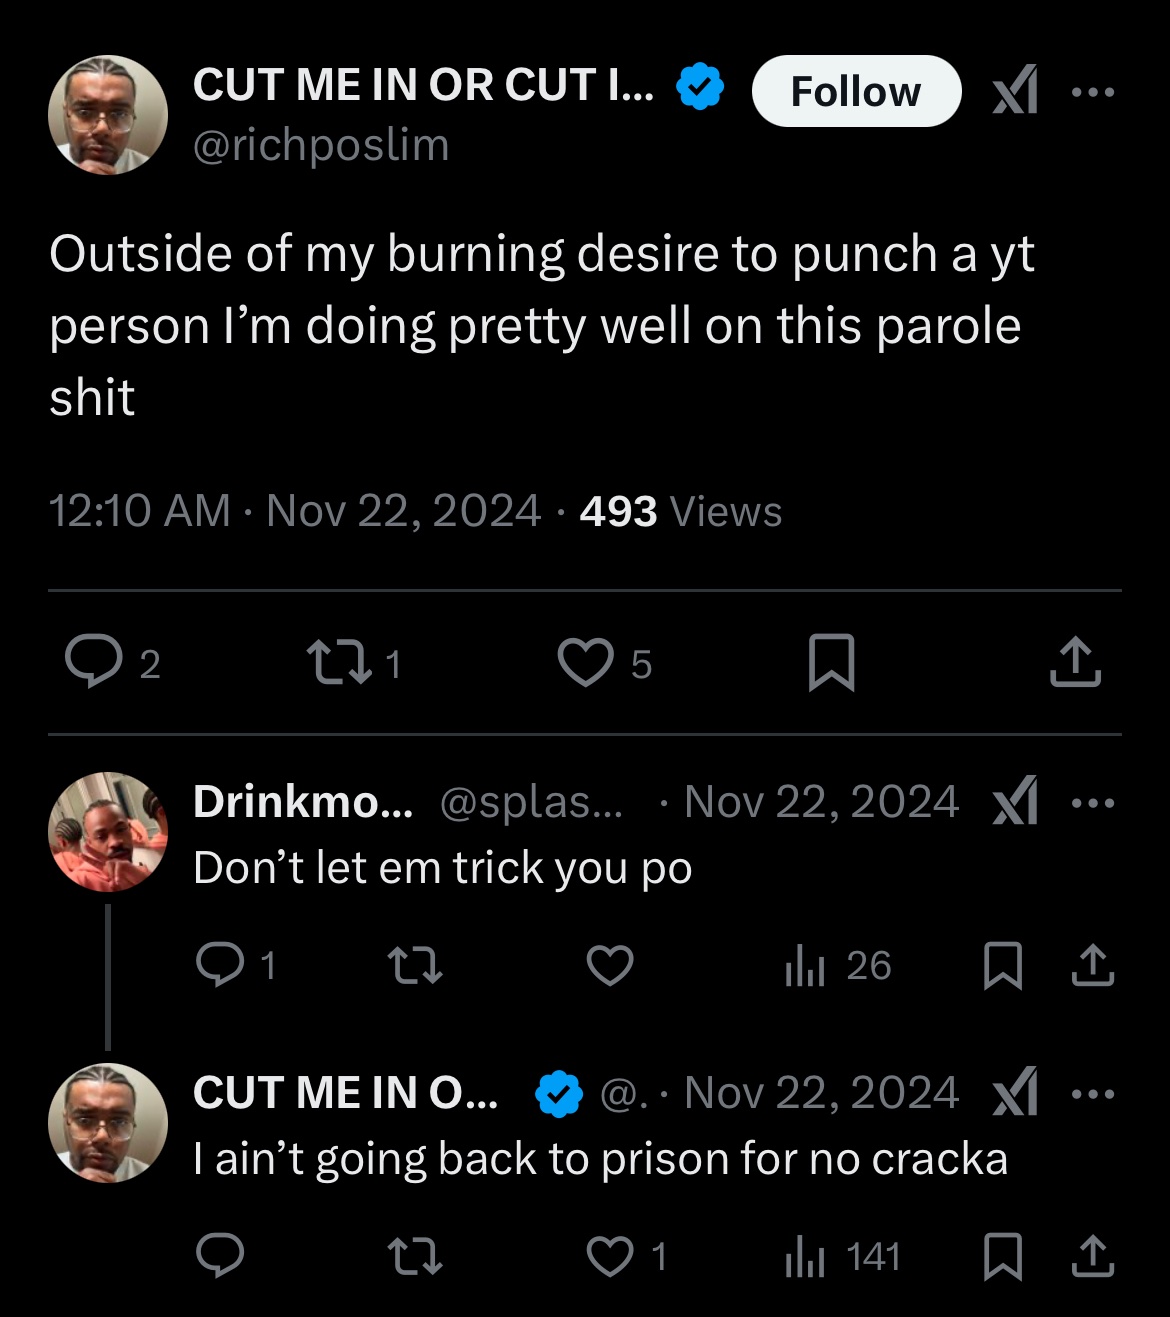 CUT ME IN OR CUT I... Follow
@richposlim
Outside of my burning desire to punch a yt
person I’m doing pretty well on this parole
shit
12:10 AM · Nov 22, 2024 · 493 Views
2 1 5
Drinkmo... @splas... · Nov 22, 2024
Don’t let em trick you po
1 26
CUT ME IN O... @. · Nov 22, 2024
I ain’t going back to prison for no cracka
1 141